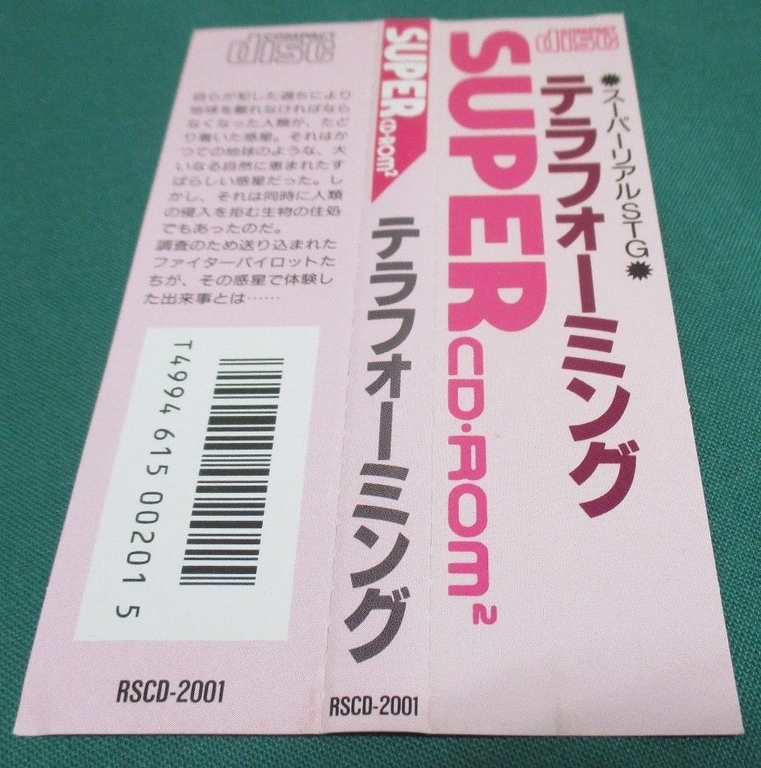 COMPACT
disc
自らが犯した過ちにより
地球を離れなければなら
なくなった人類が、たど
り着いた惑星。それはか
つての地球のような、大
いなる自然に恵まれたす
ばらしい惑星だった。し
かし、それは同時に人類
の侵入を拒む生物の住処
でもあったのだ。
調査のため送り込まれた
ファイターパイロットた
ちが、その惑星で体験し
た出来事とは……
T4994 615 00201 5
RSCD-2001
SUPER CD·ROM²
テラフォーミング
RSCD-2001
COMPACT
disc
SUPER CD·ROM²
スーパーリアルSTG
テラフォーミング